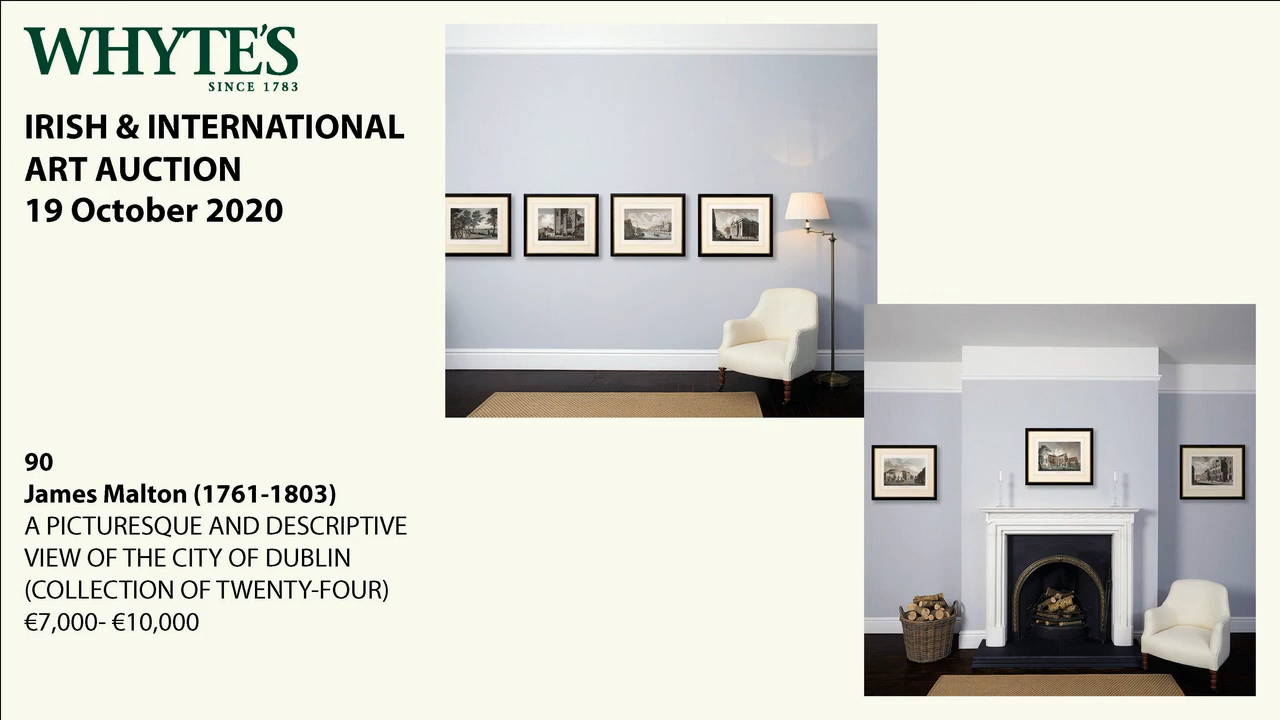 WHYTE'S
SINCE 1783
IRISH & INTERNATIONAL
ART AUCTION
19 October 2020
90
James Malton (1761-1803)
A PICTURESQUE AND DESCRIPTIVE
VIEW OF THE CITY OF DUBLIN
(COLLECTION OF TWENTY-FOUR)
€7,000- €10,000